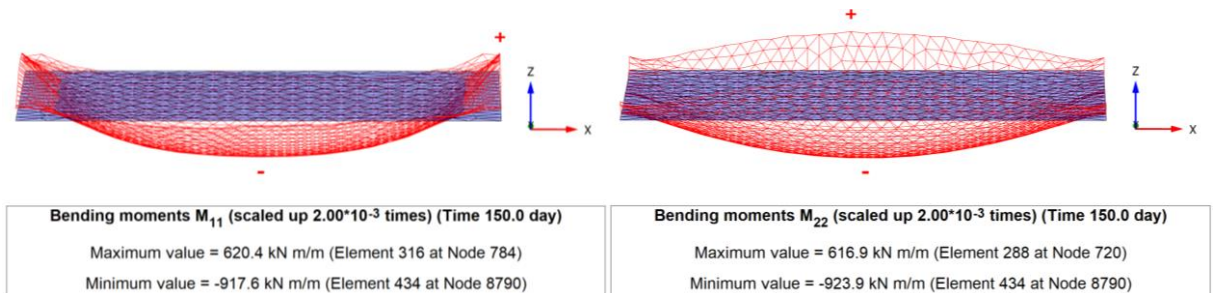 +
Z
X
-
Bending moments M11 (scaled up 2.00*10-3 times) (Time 150.0 day)
Maximum value = 620.4 kN m/m (Element 316 at Node 784)
Minimum value = -917.6 kN m/m (Element 434 at Node 8790)
+
Z
X
-
Bending moments M22 (scaled up 2.00*10-3 times) (Time 150.0 day)
Maximum value = 616.9 kN m/m (Element 288 at Node 720)
Minimum value = -923.9 kN m/m (Element 434 at Node 8790)